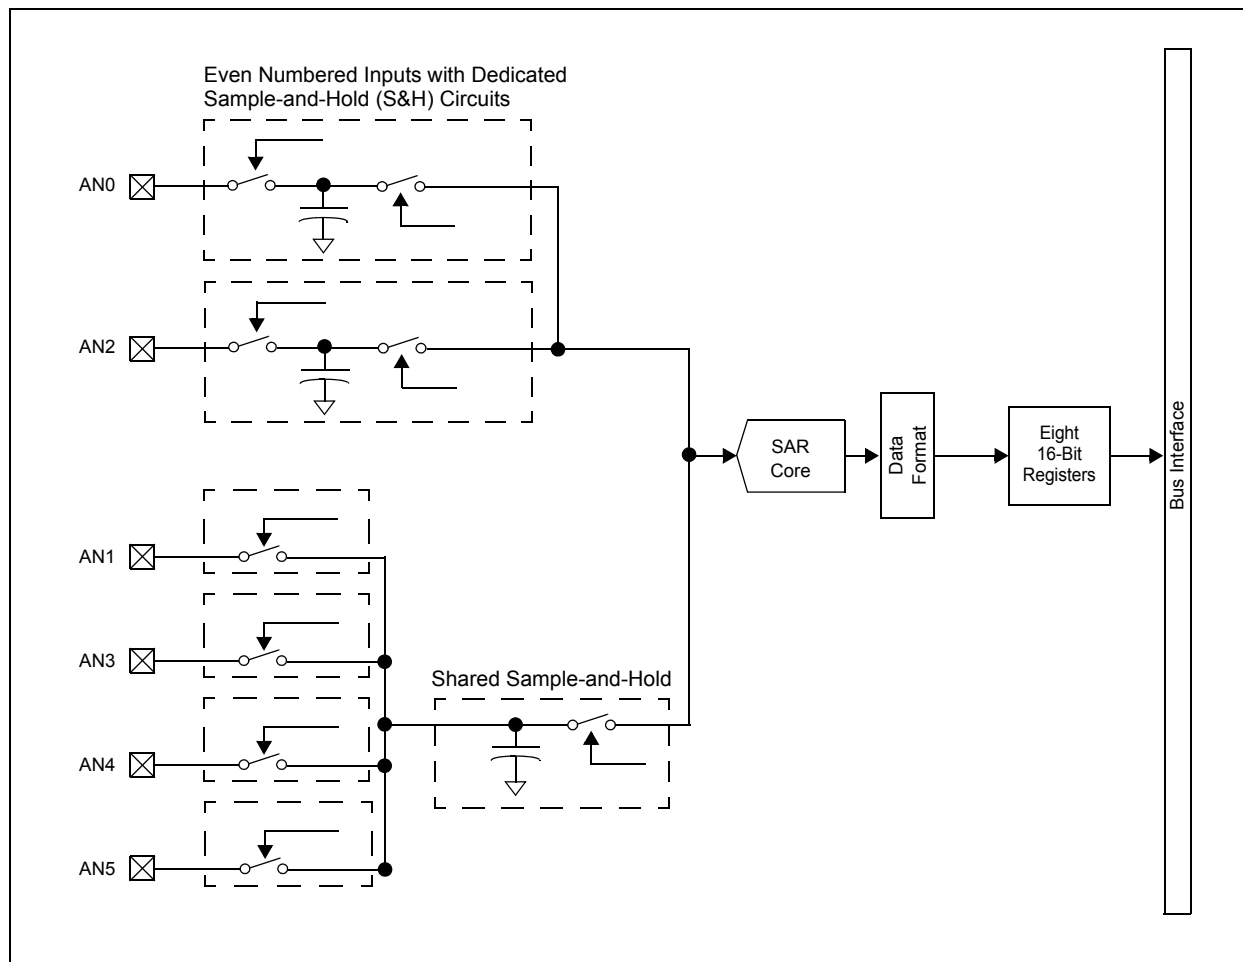 Even Numbered Inputs with Dedicated
Sample-and-Hold (S&H) Circuits
AN0
AN2
SAR
Core
Data
Format
Eight
16-Bit
Registers
Bus Interface
AN1
AN3
Shared Sample-and-Hold
AN4
AN5